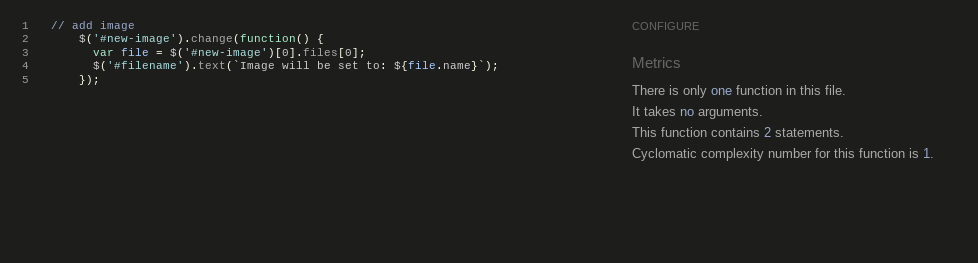 1 // add image
2 $('#new-image').change(function() {
3 var file = $('#new-image')[0].files[0];
4 $('#filename').text(`Image will be set to: ${file.name}`);
5 });
CONFIGURE
Metrics
There is only one function in this file.
It takes no arguments.
This function contains 2 statements.
Cyclomatic complexity number for this function is 1.